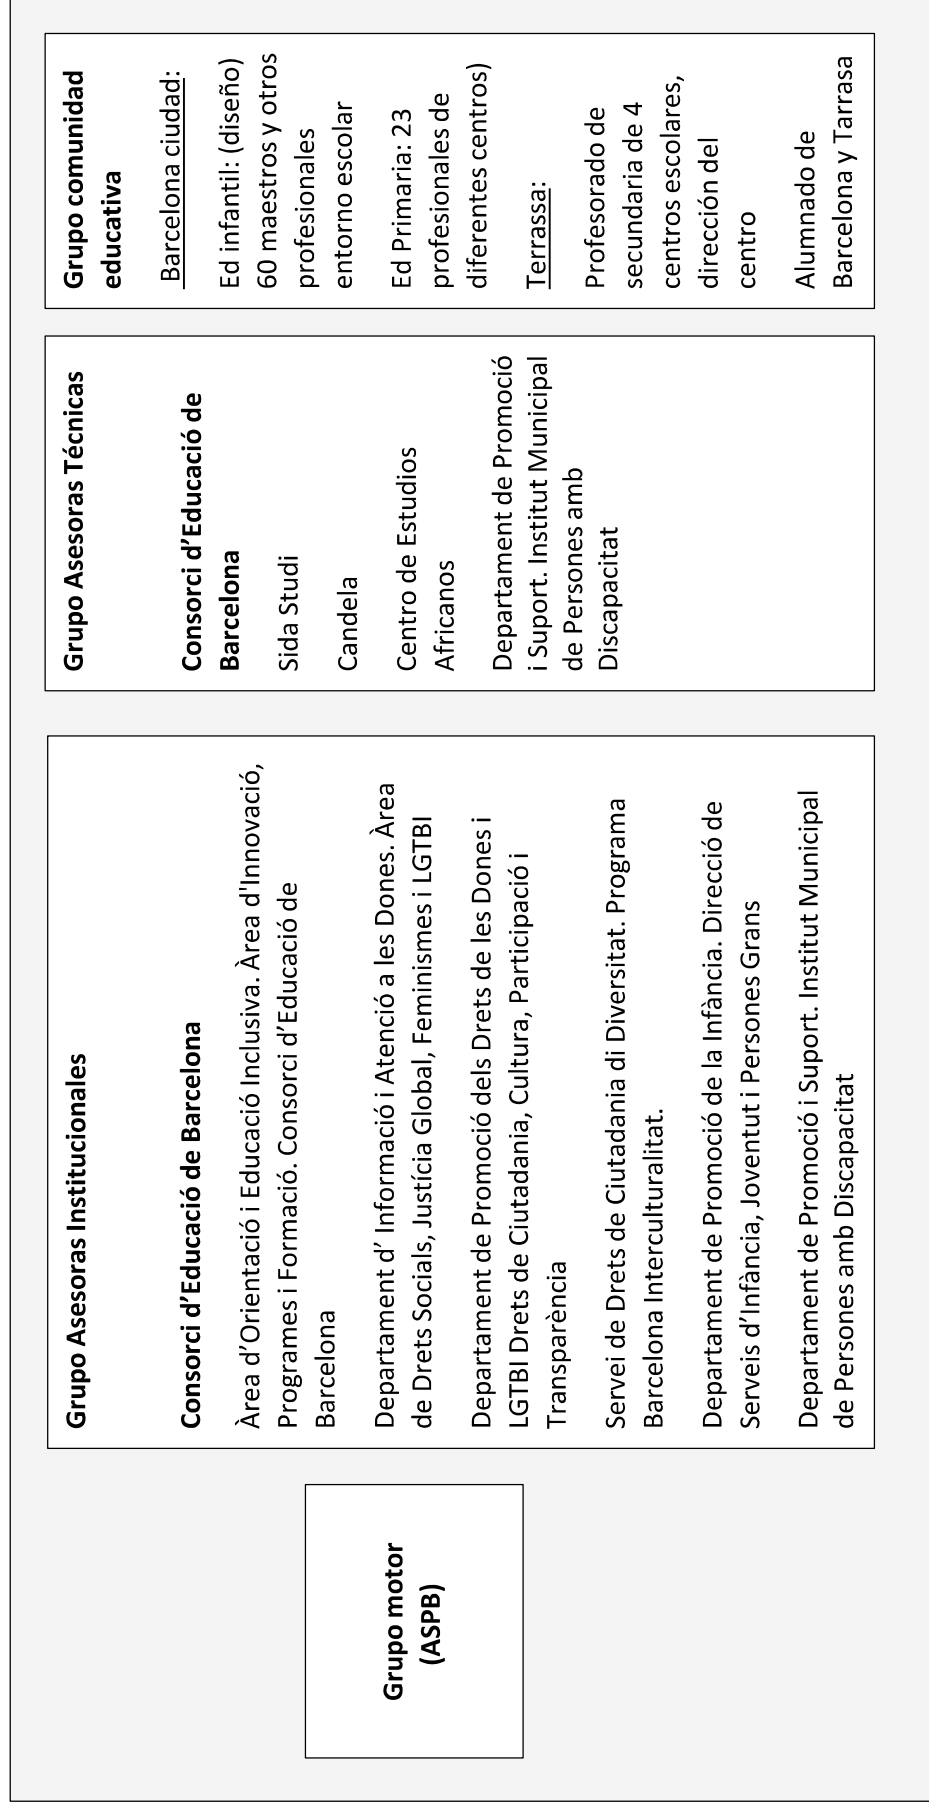 Grupo motor
(ASPB)
Grupo Asesoras Institucionales
Consorci d’Educació de Barcelona
Àrea d’Orientació i Educació Inclusiva. Àrea d'Innovació,
Programes i Formació. Consorci d’Educació de
Barcelona
Departament d’ Informació i Atenció a les Dones. Àrea
de Drets Socials, Justícia Global, Feminismes i LGTBI
Departament de Promoció dels Drets de les Dones i
LGTBI Drets de Ciutadania, Cultura, Participació i
Transparència
Servei de Drets de Ciutadania di Diversitat. Programa
Barcelona Interculturalitat.
Departament de Promoció de la Infància. Direcció de
Serveis d’Infància, Joventut i Persones Grans
Departament de Promoció i Suport. Institut Municipal
de Persones amb Discapacitat
Grupo Asesoras Técnicas
Consorci d’Educació de
Barcelona
Sida Studi
Candela
Centro de Estudios
Africanos
Departament de Promoció
i Suport. Institut Municipal
de Persones amb
Discapacitat
Grupo comunidad
educativa
Barcelona ciudad:
Ed infantil: (diseño)
60 maestros y otros
profesionales
entorno escolar
Ed Primaria: 23
profesionales de
diferentes centros)
Terrassa:
Profesorado de
secundaria de 4
centros escolares,
dirección del
centro
Alumnado de
Barcelona y Tarrasa